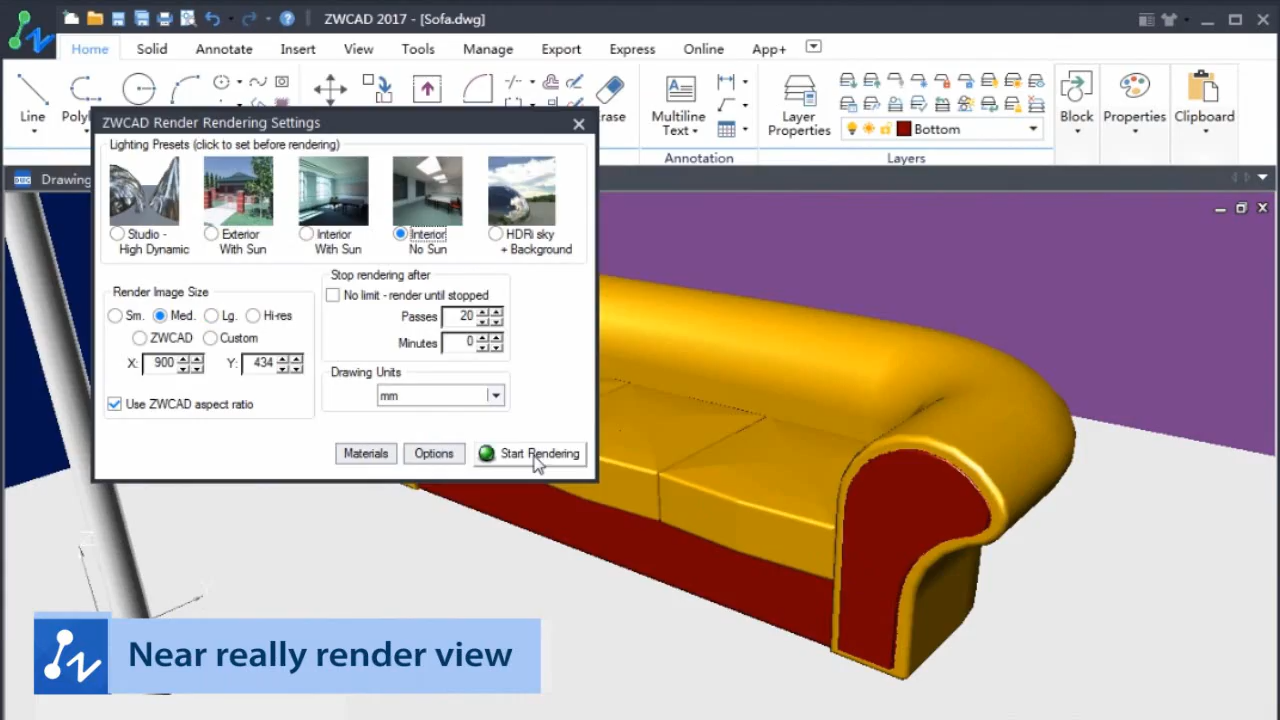 ZWCAD 2017 - [Sofa.dwg]
Home Solid Annotate Insert View Tools Manage Export Express Online App+
Line
Multiline
Text
Layer
Properties
Bottom
Block
Properties
Clipboard
Annotation
Layers
Drawing
ZWCAD Render Rendering Settings
Lighting Presets (click to set before rendering)
Studio -
High Dynamic
Exterior
With Sun
Interior
With Sun
Interior
No Sun
HDRi sky
+ Background
Render Image Size
Sm. Med. Lg. Hi-res
ZWCAD Custom
X: 900 Y: 434
Use ZWCAD aspect ratio
Stop rendering after
No limit - render until stopped
Passes 20
Minutes 0
Drawing Units
mm
Materials Options Start Rendering
Near really render view